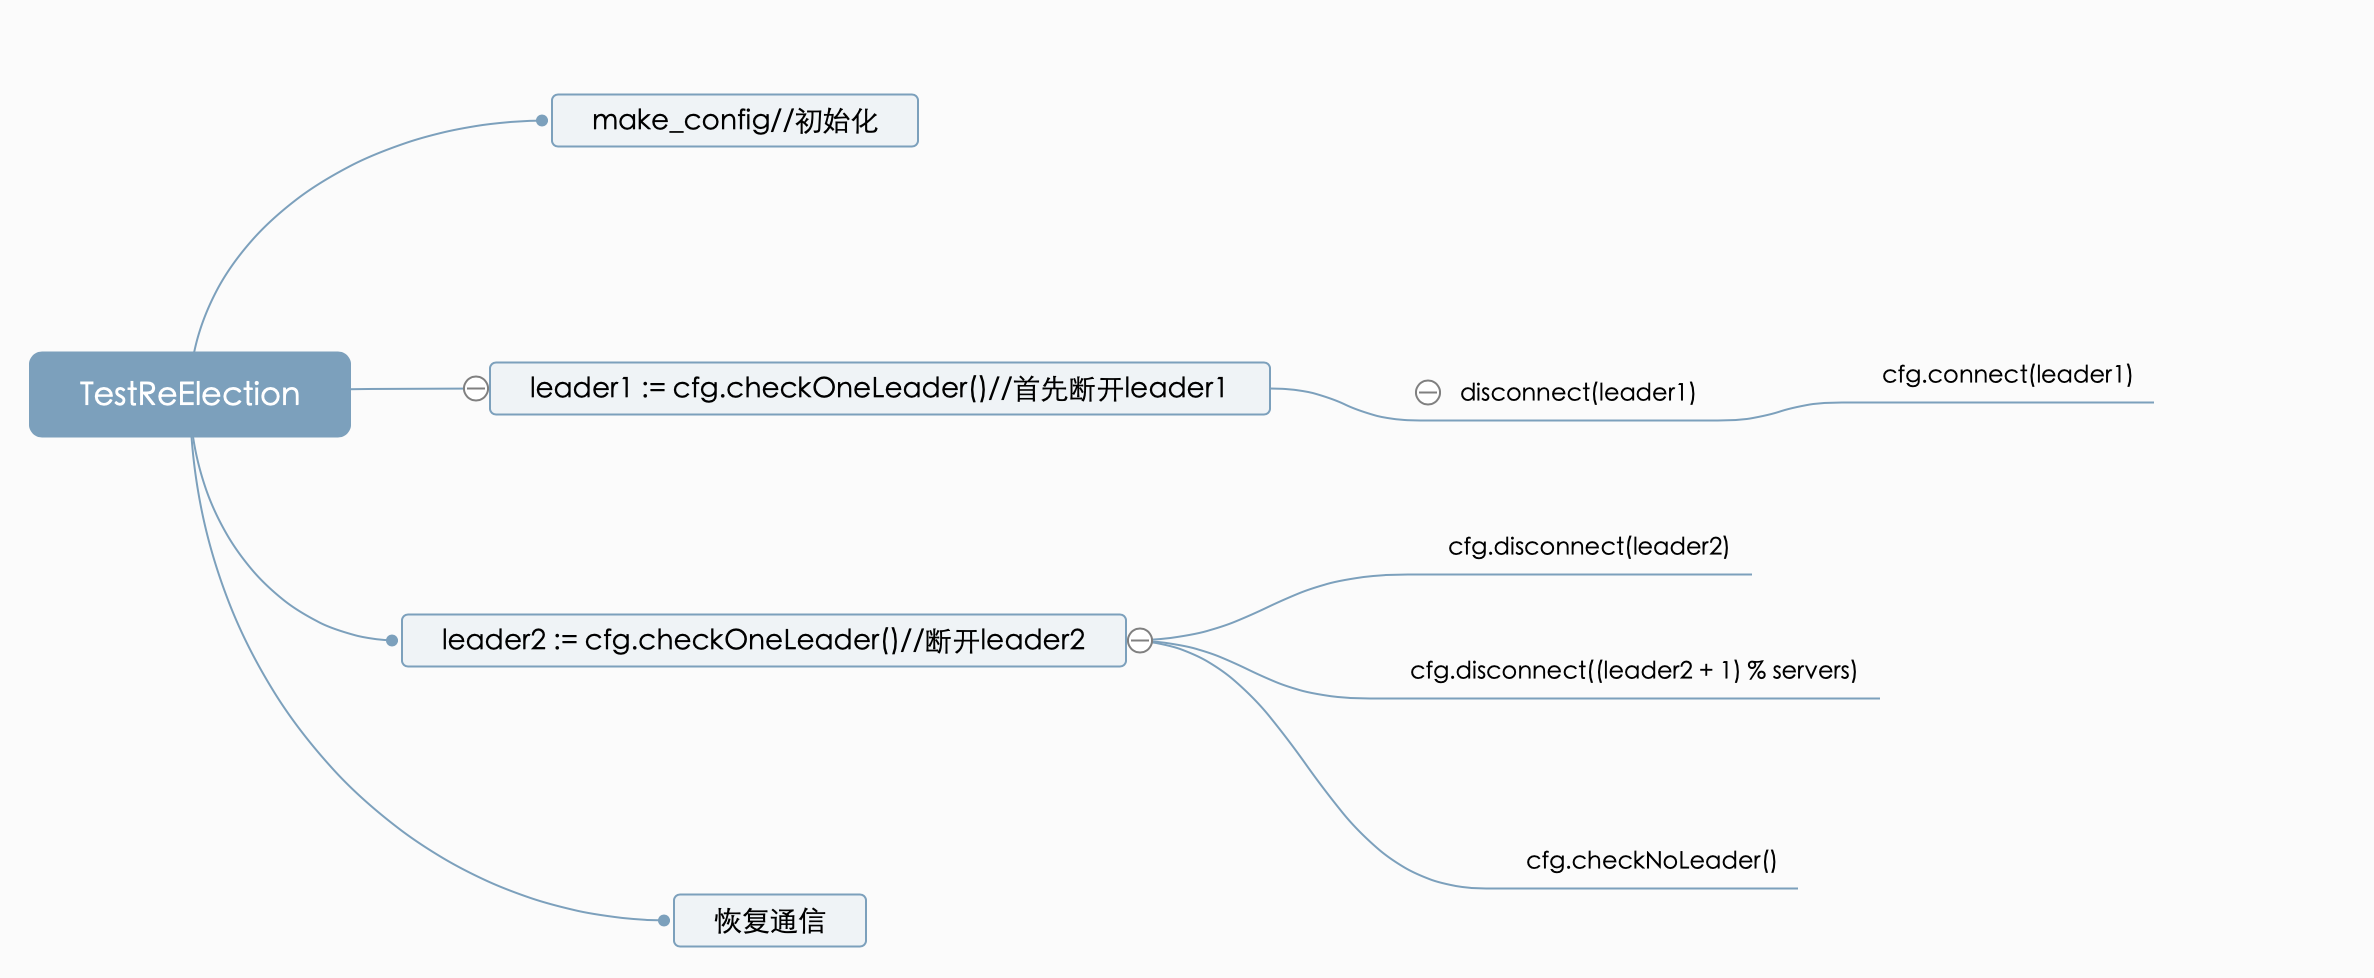 TestReElection
make_config//初始化
leader1 := cfg.checkOneLeader()//首先断开leader1
disconnect(leader1)
cfg.connect(leader1)
leader2 := cfg.checkOneLeader()//断开leader2
cfg.disconnect(leader2)
cfg.disconnect((leader2 + 1) % servers)
cfg.checkNoLeader()
恢复通信